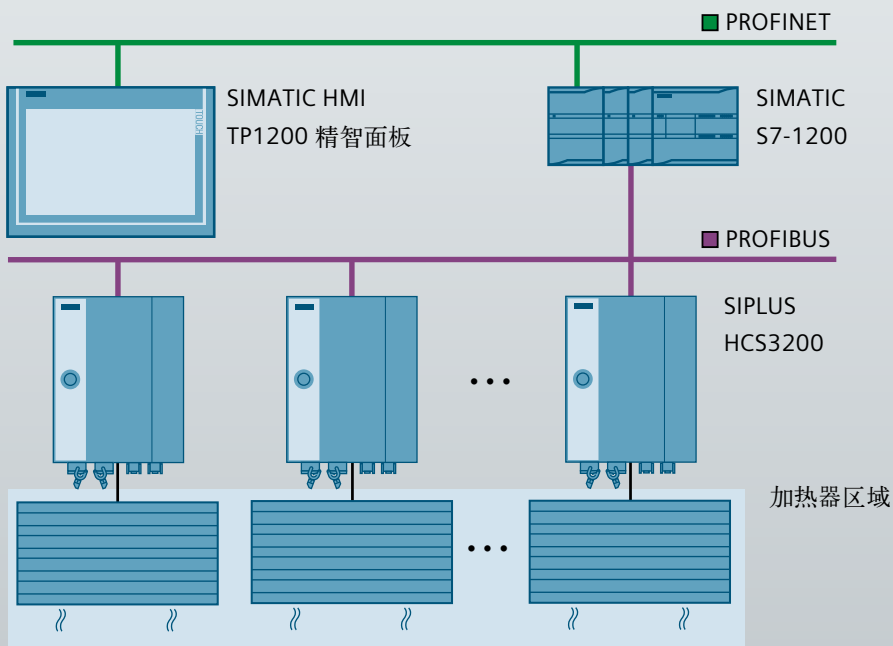 PROFINET
SIMATIC HMI
TP1200 精智面板
TOUCH
SIMATIC
S7-1200
PROFIBUS
SIPLUS
HCS3200
加热器区域